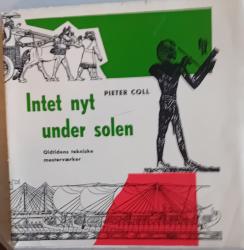 PIETER COLL
Intet nyt
under solen
Oldtidens tekniske
mesterværker